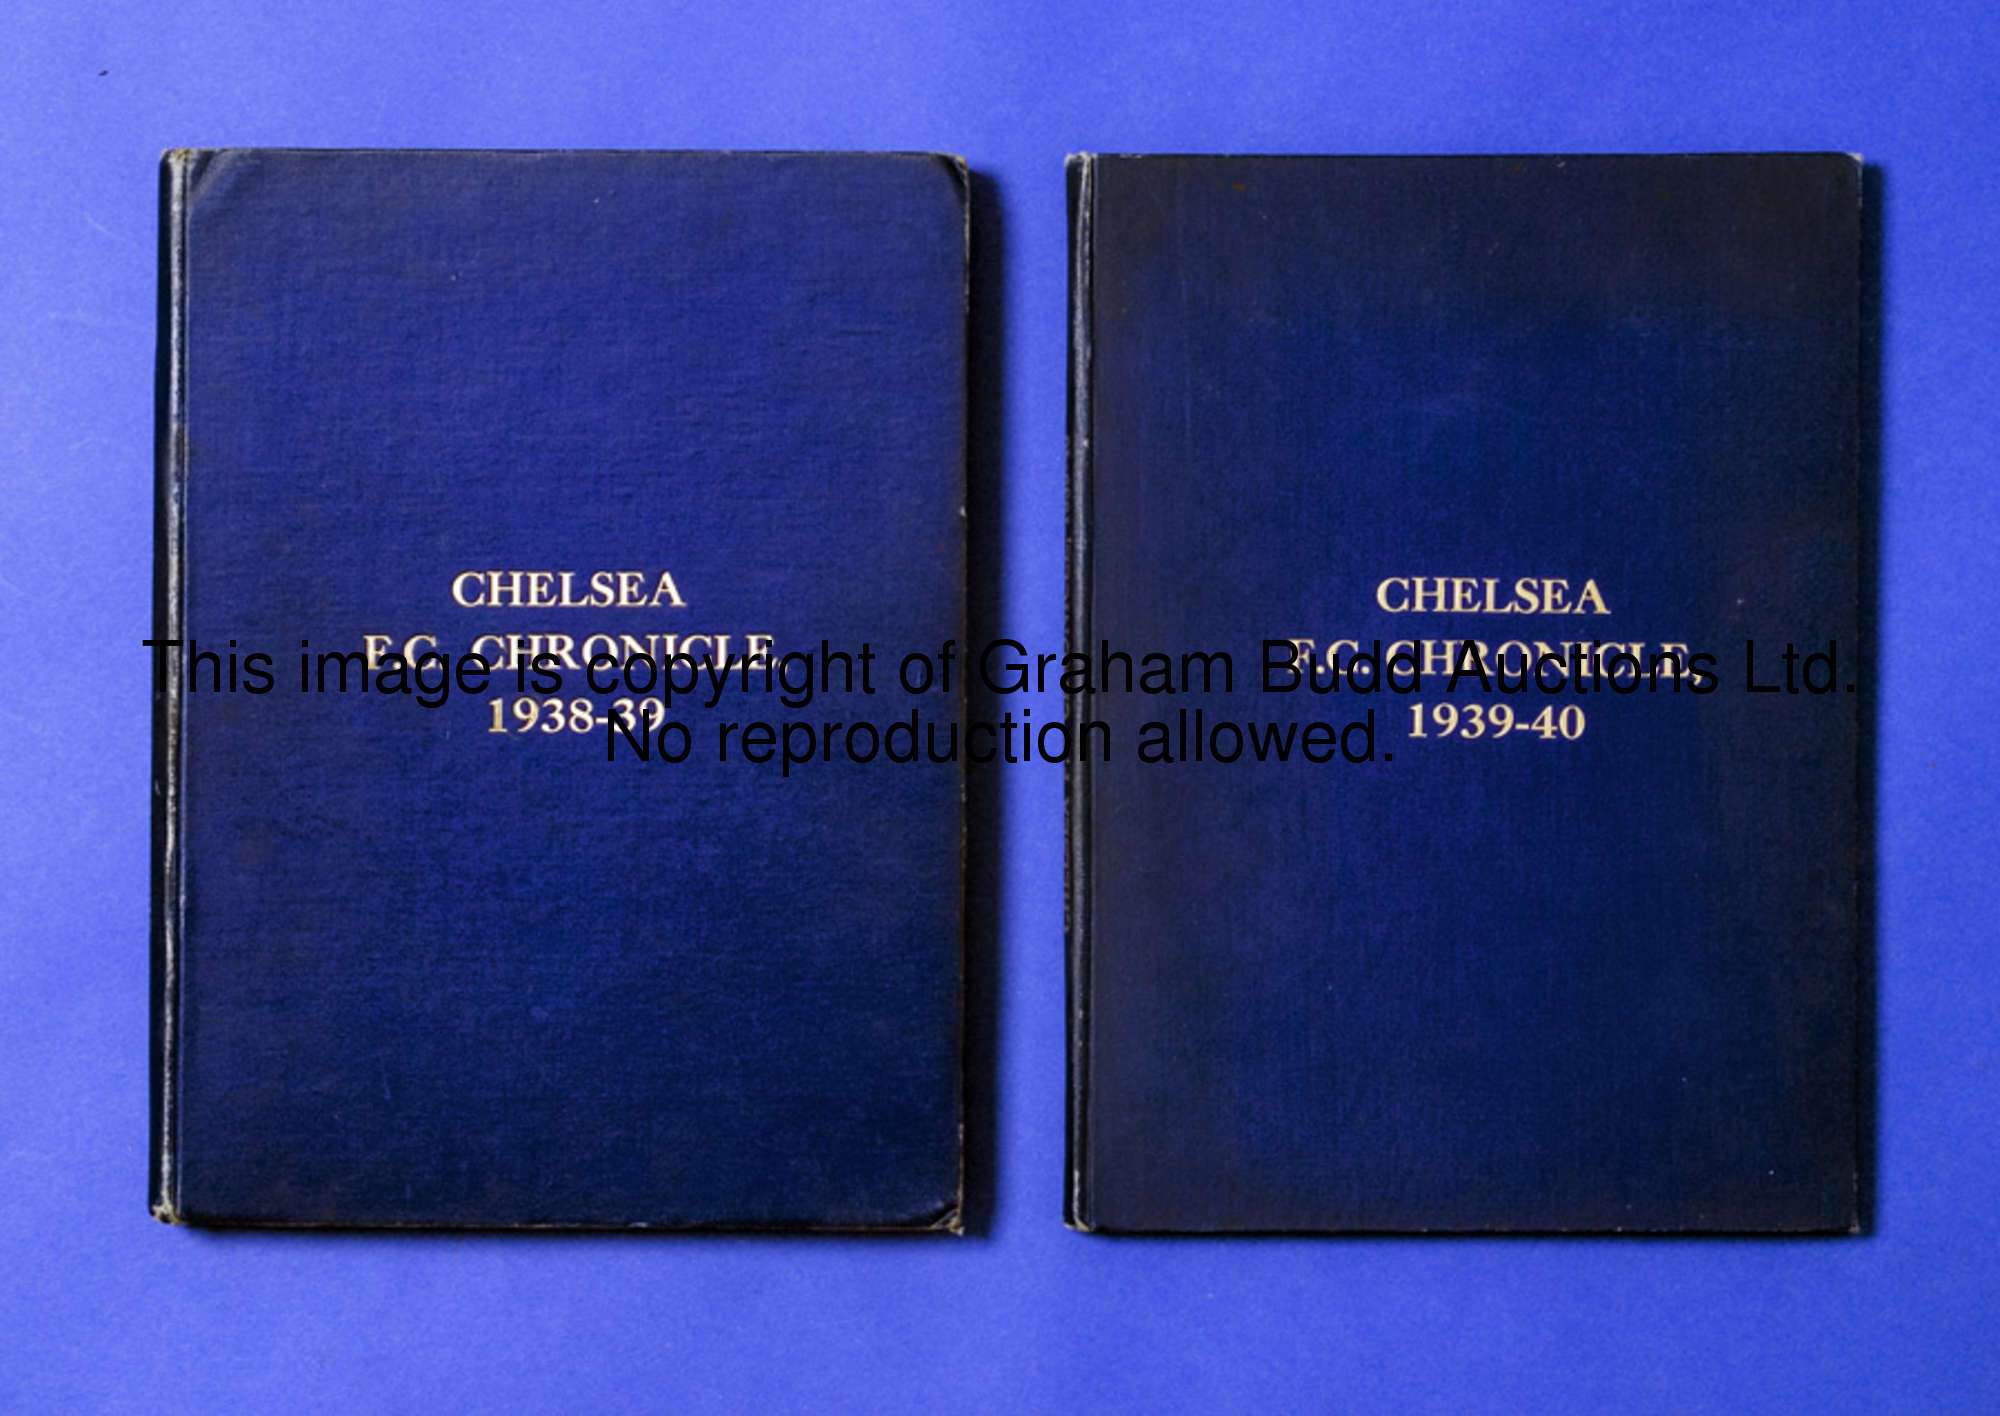 CHELSEA
F.C. CHRONICLE,
1938-39
CHELSEA
F.C. CHRONICLE,
1939-40
This image is copyright of Graham Budd Auctions Ltd.
No reproduction allowed.